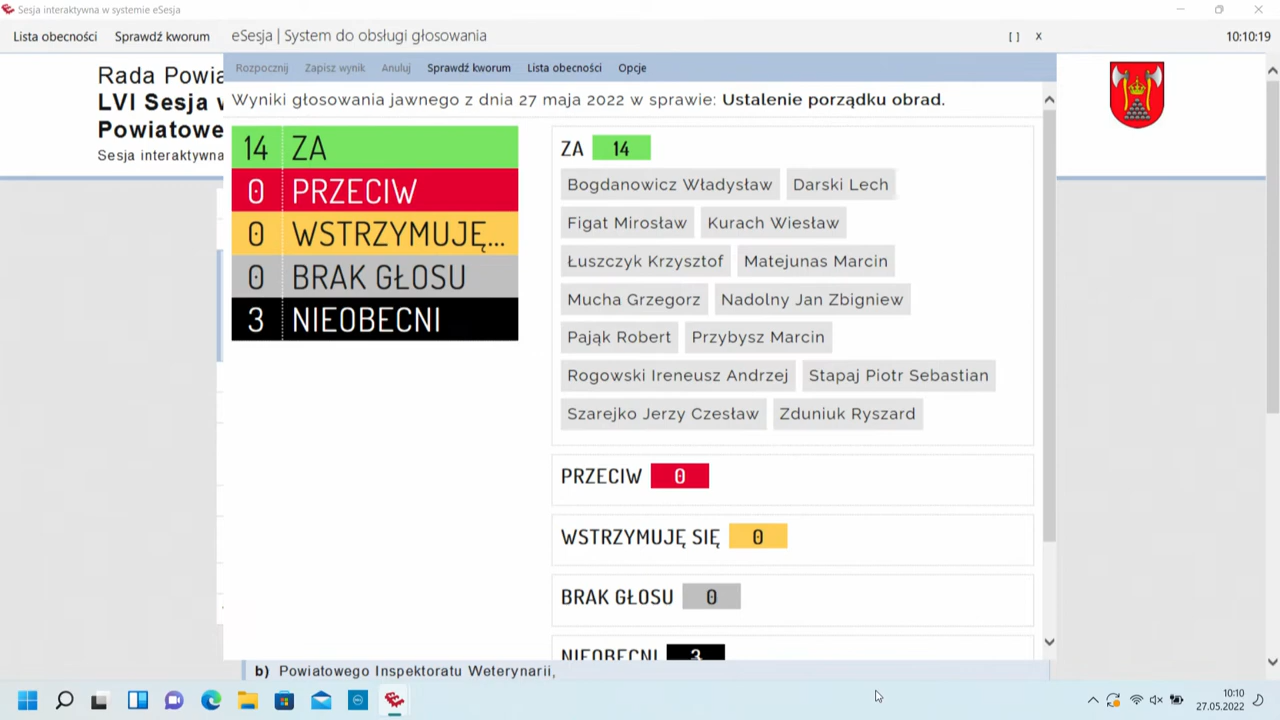 Sesja interaktywna w systemie eSesja
Lista obecności Sprawdź kworum
eSesja | System do obsługi głosowania
[ ] x
10:10:19
Rozpocznij Zapisz wynik Anuluj Sprawdź kworum Lista obecności Opcje
Rada Powia
LVI Sesja w
Powiatowe
Sesja interaktywna
Wyniki głosowania jawnego z dnia 27 maja 2022 w sprawie: Ustalenie porządku obrad.
14 ZA
0 PRZECIW
0 WSTRZYMUJĘ...
0 BRAK GŁOSU
3 NIEOBECNI
ZA 14
Bogdanowicz Władysław Darski Lech
Figat Mirosław Kurach Wiesław
Łuszczyk Krzysztof Matejunas Marcin
Mucha Grzegorz Nadolny Jan Zbigniew
Pająk Robert Przybysz Marcin
Rogowski Ireneusz Andrzej Stapaj Piotr Sebastian
Szarejko Jerzy Czesław Zduniuk Ryszard
PRZECIW 0
WSTRZYMUJĘ SIĘ 0
BRAK GŁOSU 0
NIEOBECNI 3
b) Powiatowego Inspektoratu Weterynarii,
10:10
27.05.2022